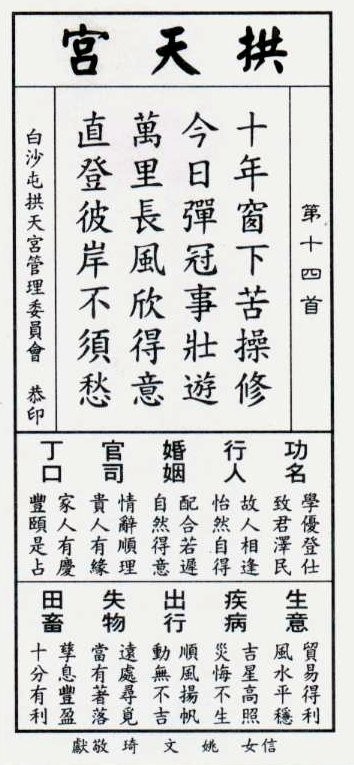 拱天宮
第十四首
十年窗下苦操修
今日彈冠事壯遊
萬里長風欣得意
直登彼岸不須愁
白沙屯拱天宮管理委員會 恭印
功名
學優登仕
致君澤民
行人
故人相逢
怡然自得
婚姻
配合若遲
自然得意
官司
情辭順理
貴人有緣
丁口
家人有慶
豐頤是占
生意
貿易得利
風水平穩
疾病
吉星高照
災悔不生
出行
順風揚帆
動無不吉
失物
遠處尋覓
當有著落
田畜
孳息豐盈
十分有利
信女 姚文琦 敬獻